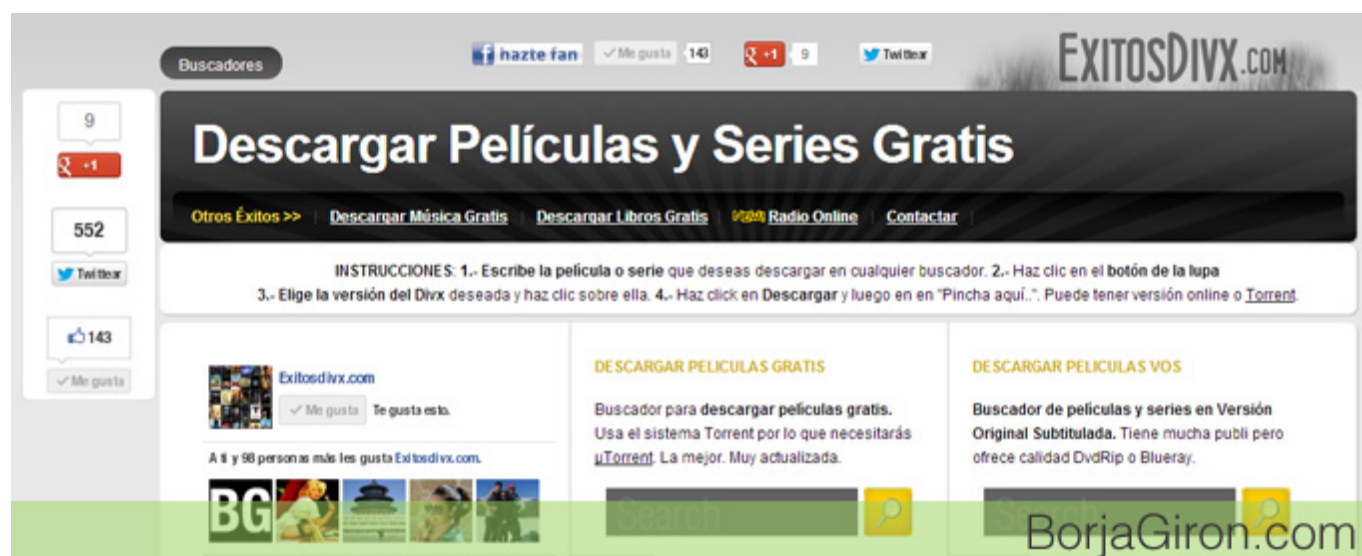 Buscadores
hazte fan
Me gusta
143
+1
9
Twittear
EXITOSDIVX.COM
9
+1
552
Twittear
143
Me gusta
Descargar Películas y Series Gratis
Otros Éxitos >> | Descargar Música Gratis | Descargar Libros Gratis | Radio Online | Contactar |
INSTRUCCIONES: 1.- Escribe la película o serie que deseas descargar en cualquier buscador. 2.- Haz clic en el botón de la lupa
3.- Elige la versión del Divx deseada y haz clic sobre ella. 4.- Haz click en Descargar y luego en en "Pincha aquí..". Puede tener versión online o Torrent.
Exitosdivx.com
Me gusta Te gusta esto.
A ti y 98 personas más les gusta Exitosdivx.com.
BG
DESCARGAR PELICULAS GRATIS
Buscador para descargar peliculas gratis.
Usa el sistema Torrent por lo que necesitarás
µTorrent. La mejor. Muy actualizada.
Search
DESCARGAR PELICULAS VOS
Buscador de peliculas y series en Versión
Original Subtitulada. Tiene mucha publi pero
ofrece calidad DvdRip o Blueray.
Search
BorjaGiron.com